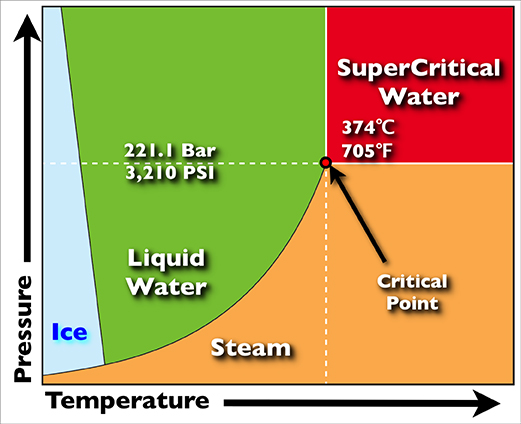 SuperCritical
Water
374°C
705°F
221.1 Bar
3,210 PSI
Liquid
Water
Critical
Point
Ice
Steam
Pressure
Temperature